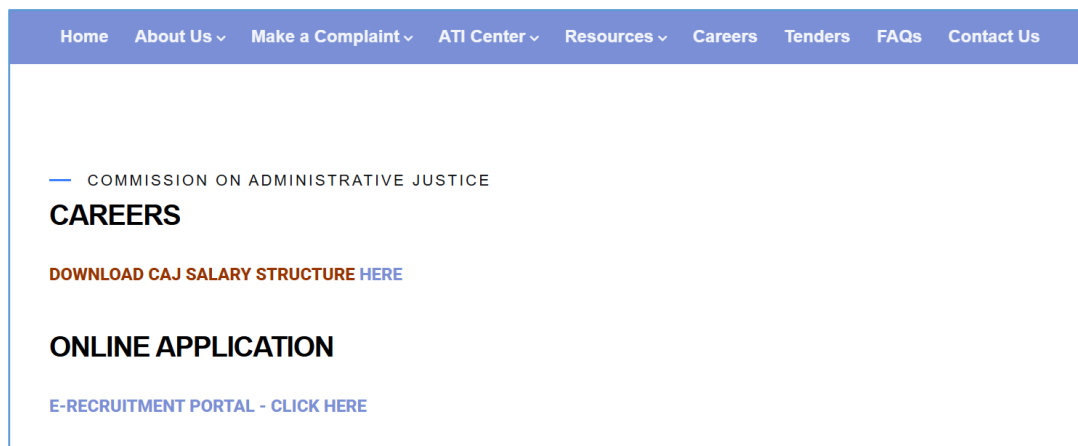 Home About Us Make a Complaint ATI Center Resources Careers Tenders FAQs Contact Us
COMMISSION ON ADMINISTRATIVE JUSTICE
CAREERS
DOWNLOAD CAJ SALARY STRUCTURE HERE
ONLINE APPLICATION
E-RECRUITMENT PORTAL - CLICK HERE